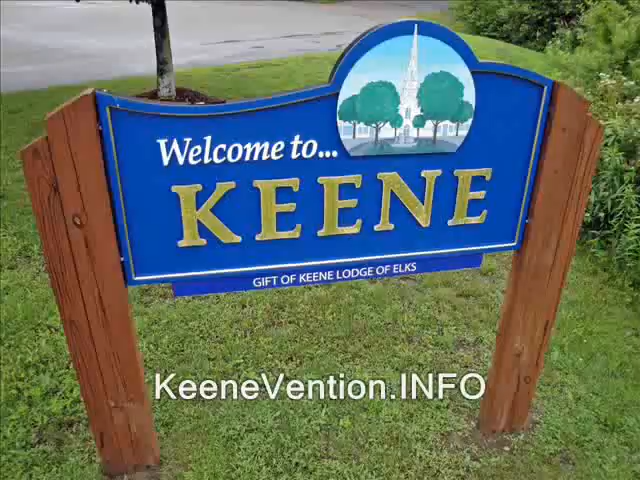 Welcome to...
KEENE
GIFT OF KEENE LODGE OF ELKS
KeeneVention.INFO